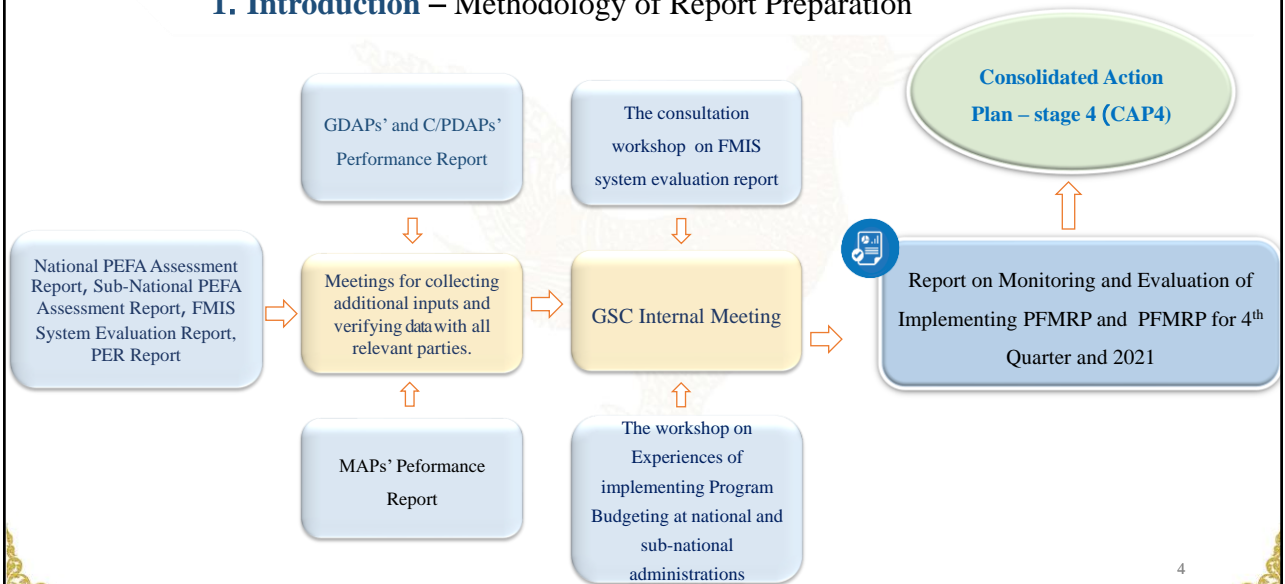 1. Introduction – Methodology of Report Preparation
GDAPs’ and C/PDAPs’
Performance Report
The consultation
workshop on FMIS
system evaluation report
Consolidated Action
Plan – stage 4 (CAP4)
National PEFA Assessment
Report, Sub-National PEFA
Assessment Report, FMIS
System Evaluation Report,
PER Report
Meetings for collecting
additional inputs and
verifying data with all
relevant parties.
GSC Internal Meeting
Report on Monitoring and Evaluation of
Implementing PFMRP and PFMRP for 4th
Quarter and 2021
MAPs’ Peformance
Report
The workshop on
Experiences of
implementing Program
Budgeting at national and
sub-national
administrations
4